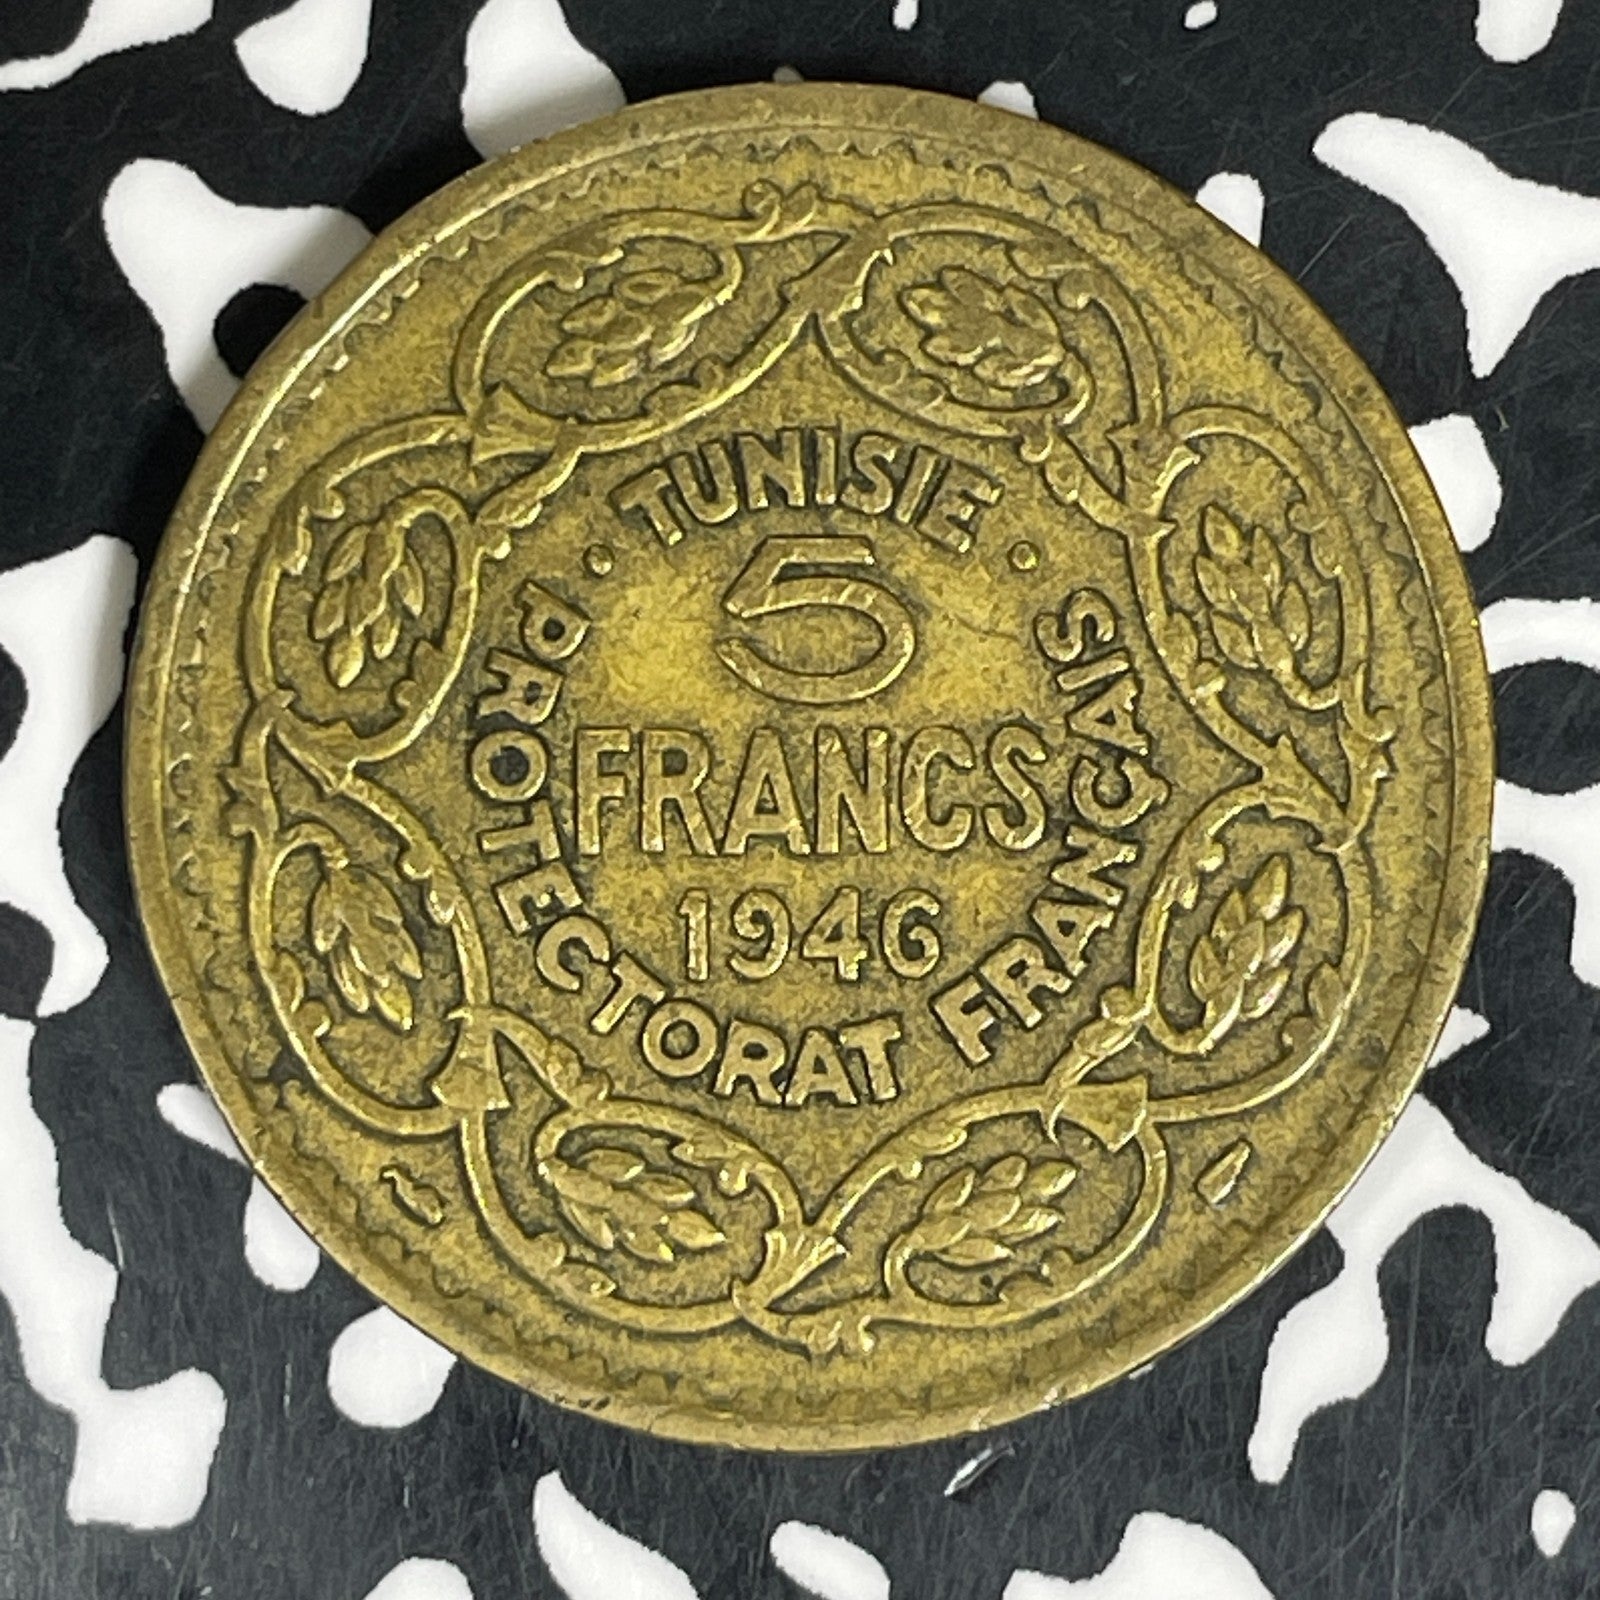 · TUNISIE ·
5
FRANCS
1946
PROTECTORAT FRANÇAIS